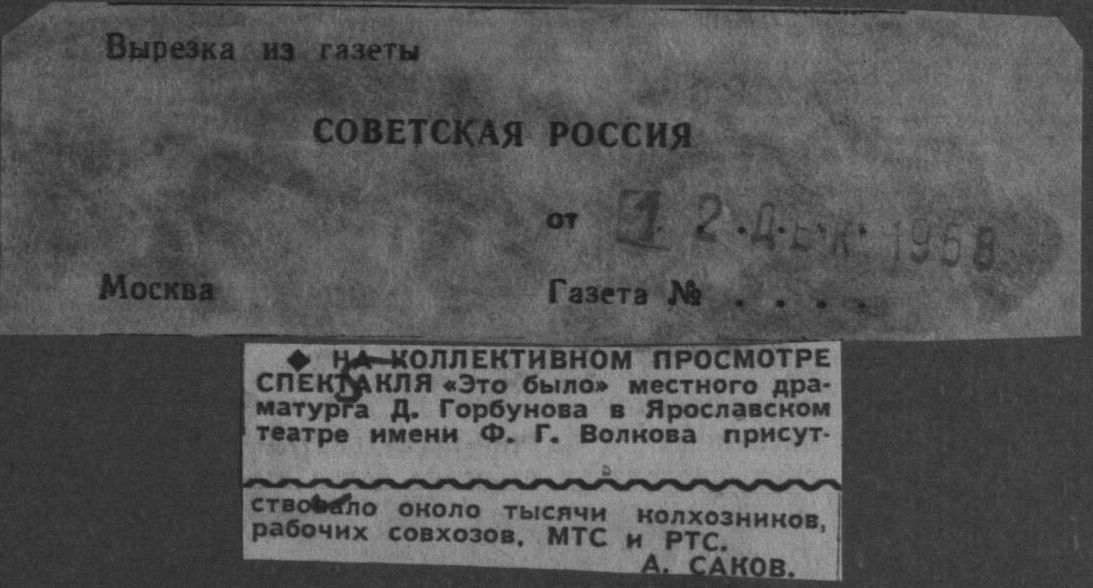 Вырезка из газеты
СОВЕТСКАЯ РОССИЯ
от 12 ДЕК. 1958
Москва Газета № . . . .
◆ НА КОЛЛЕКТИВНОМ ПРОСМОТРЕ
СПЕКТАКЛЯ «Это было» местного дра-
матурга Д. Горбунова в Ярославском
театре имени Ф. Г. Волкова присут-
ствовало около тысячи колхозников,
рабочих совхозов, МТС и РТС.
А. САКОВ.